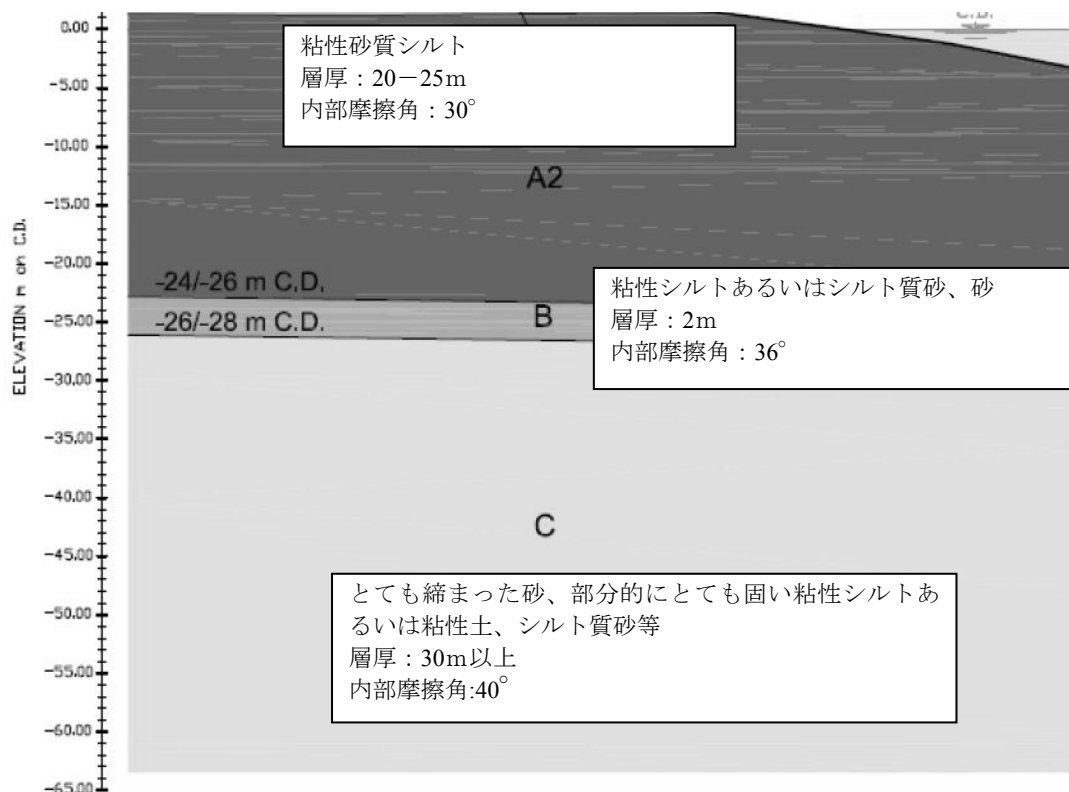 C.D.
0.00
-5.00
-10.00
-15.00
-20.00
-25.00
-30.00
-35.00
-40.00
-45.00
-50.00
-55.00
-60.00
-65.00
ELEVATION m on C.D.
粘性砂質シルト
層厚：20－25m
内部摩擦角：30°
A2
-24/-26 m C.D.
-26/-28 m C.D.
B
粘性シルトあるいはシルト質砂、砂
層厚：2m
内部摩擦角：36°
C
とても締まった砂、部分的にとても固い粘性シルトあ
るいは粘性土、シルト質砂等
層厚：30m以上
内部摩擦角:40°